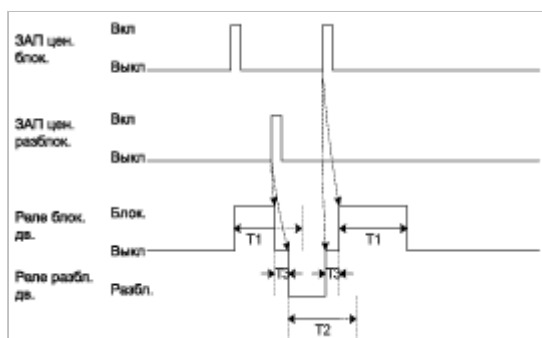 ЗАП цен.
блок.
Вкл
Выкл
ЗАП цен.
разблок.
Вкл
Выкл
Реле блок.
дв.
Блок.
T1
T1
Выкл
Реле разбл.
дв.
T3
T3
Разбл.
T2